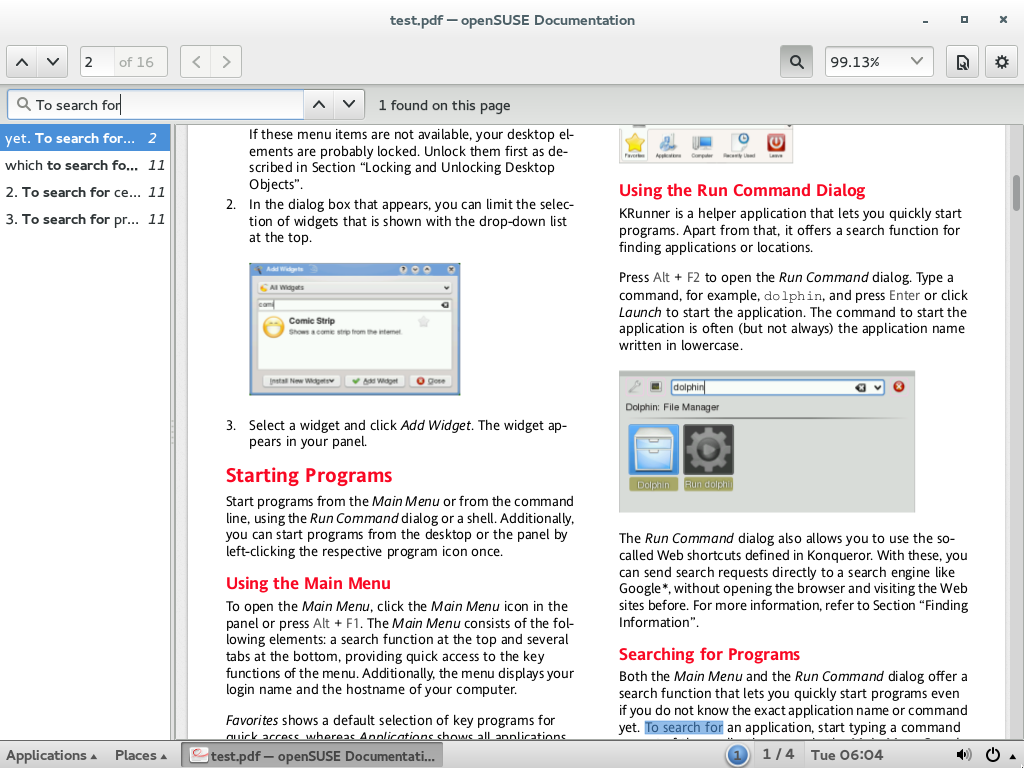 test.pdf — openSUSE Documentation
2 of 16
99.13%
To search for
1 found on this page
yet. To search for... 2
which to search fo... 11
2. To search for ce... 11
3. To search for pr... 11
If these menu items are not available, your desktop el-
ements are probably locked. Unlock them first as de-
scribed in Section “Locking and Unlocking Desktop
Objects”.
2. In the dialog box that appears, you can limit the selec-
tion of widgets that is shown with the drop-down list
at the top.
Add Widgets
All Widgets
comi
Comic Strip
Shows a comic strip from the internet.
Install New Widgets
Add Widget
Close
3. Select a widget and click Add Widget. The widget ap-
pears in your panel.
Starting Programs
Start programs from the Main Menu or from the command
line, using the Run Command dialog or a shell. Additionally,
you can start programs from the desktop or the panel by
left-clicking the respective program icon once.
Using the Main Menu
To open the Main Menu, click the Main Menu icon in the
panel or press Alt + F1. The Main Menu consists of the fol-
lowing elements: a search function at the top and several
tabs at the bottom, providing quick access to the key
functions of the menu. Additionally, the menu displays your
login name and the hostname of your computer.
Favorites shows a default selection of key programs for
quick access, whereas Applications shows all applications
Favorites
Applications
Computer
Recently Used
Leave
Using the Run Command Dialog
KRunner is a helper application that lets you quickly start
programs. Apart from that, it offers a search function for
finding applications or locations.
Press Alt + F2 to open the Run Command dialog. Type a
command, for example, dolphin, and press Enter or click
Launch to start the application. The command to start the
application is often (but not always) the application name
written in lowercase.
dolphin
Dolphin: File Manager
Dolphin
Run dolphi
The Run Command dialog also allows you to use the so-
called Web shortcuts defined in Konqueror. With these, you
can send search requests directly to a search engine like
Google*, without opening the browser and visiting the Web
sites before. For more information, refer to Section “Finding
Information”.
Searching for Programs
Both the Main Menu and the Run Command dialog offer a
search function that lets you quickly start programs even
if you do not know the exact application name or command
yet. To search for an application, start typing a command
Applications
Places
test.pdf — openSUSE Documentati...
1
1 / 4
Tue 06:04